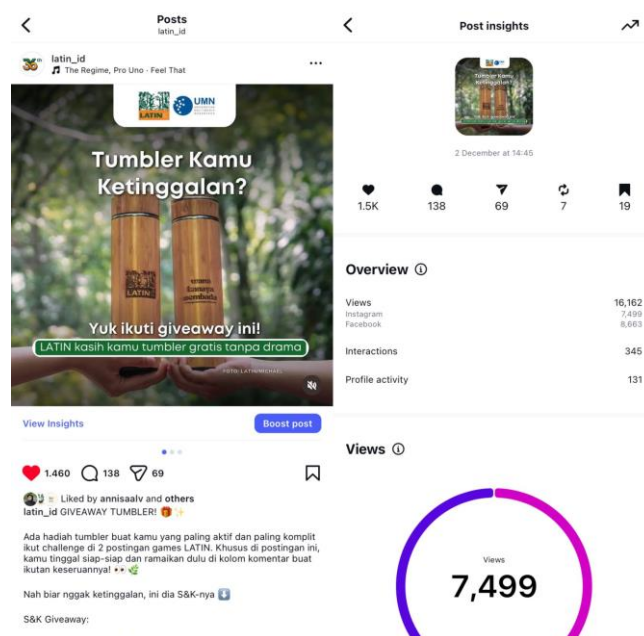 Posts
latin_id
latin_id
The Regime, Pro Uno · Feel That
LATIN
UMN
Tumbler Kamu
Ketinggalan?
LATIN
Yuk ikuti giveaway ini!
LATIN kasih kamu tumbler gratis tanpa drama
FOTO: LATIN/MICHAEL
View Insights
Boost post
1.460
138
69
Liked by annisaalv and others
latin_id GIVEAWAY TUMBLER!
Ada hadiah tumbler buat kamu yang paling aktif dan paling komplit
ikut challenge di 2 postingan games LATIN. Khusus di postingan ini,
kamu tinggal siap-siap dan ramaikan dulu di kolom komentar buat
ikutan keseruannya!
Nah biar nggak ketinggalan, ini dia S&K-nya
S&K Giveaway:
Post insights
Tumbler Kamu
Ketinggalan?
2 December at 14:45
1.5K
138
69
7
19
Overview
Views
16,162
Instagram
7,499
Facebook
8,663
Interactions
345
Profile activity
131
Views
Views
7,499